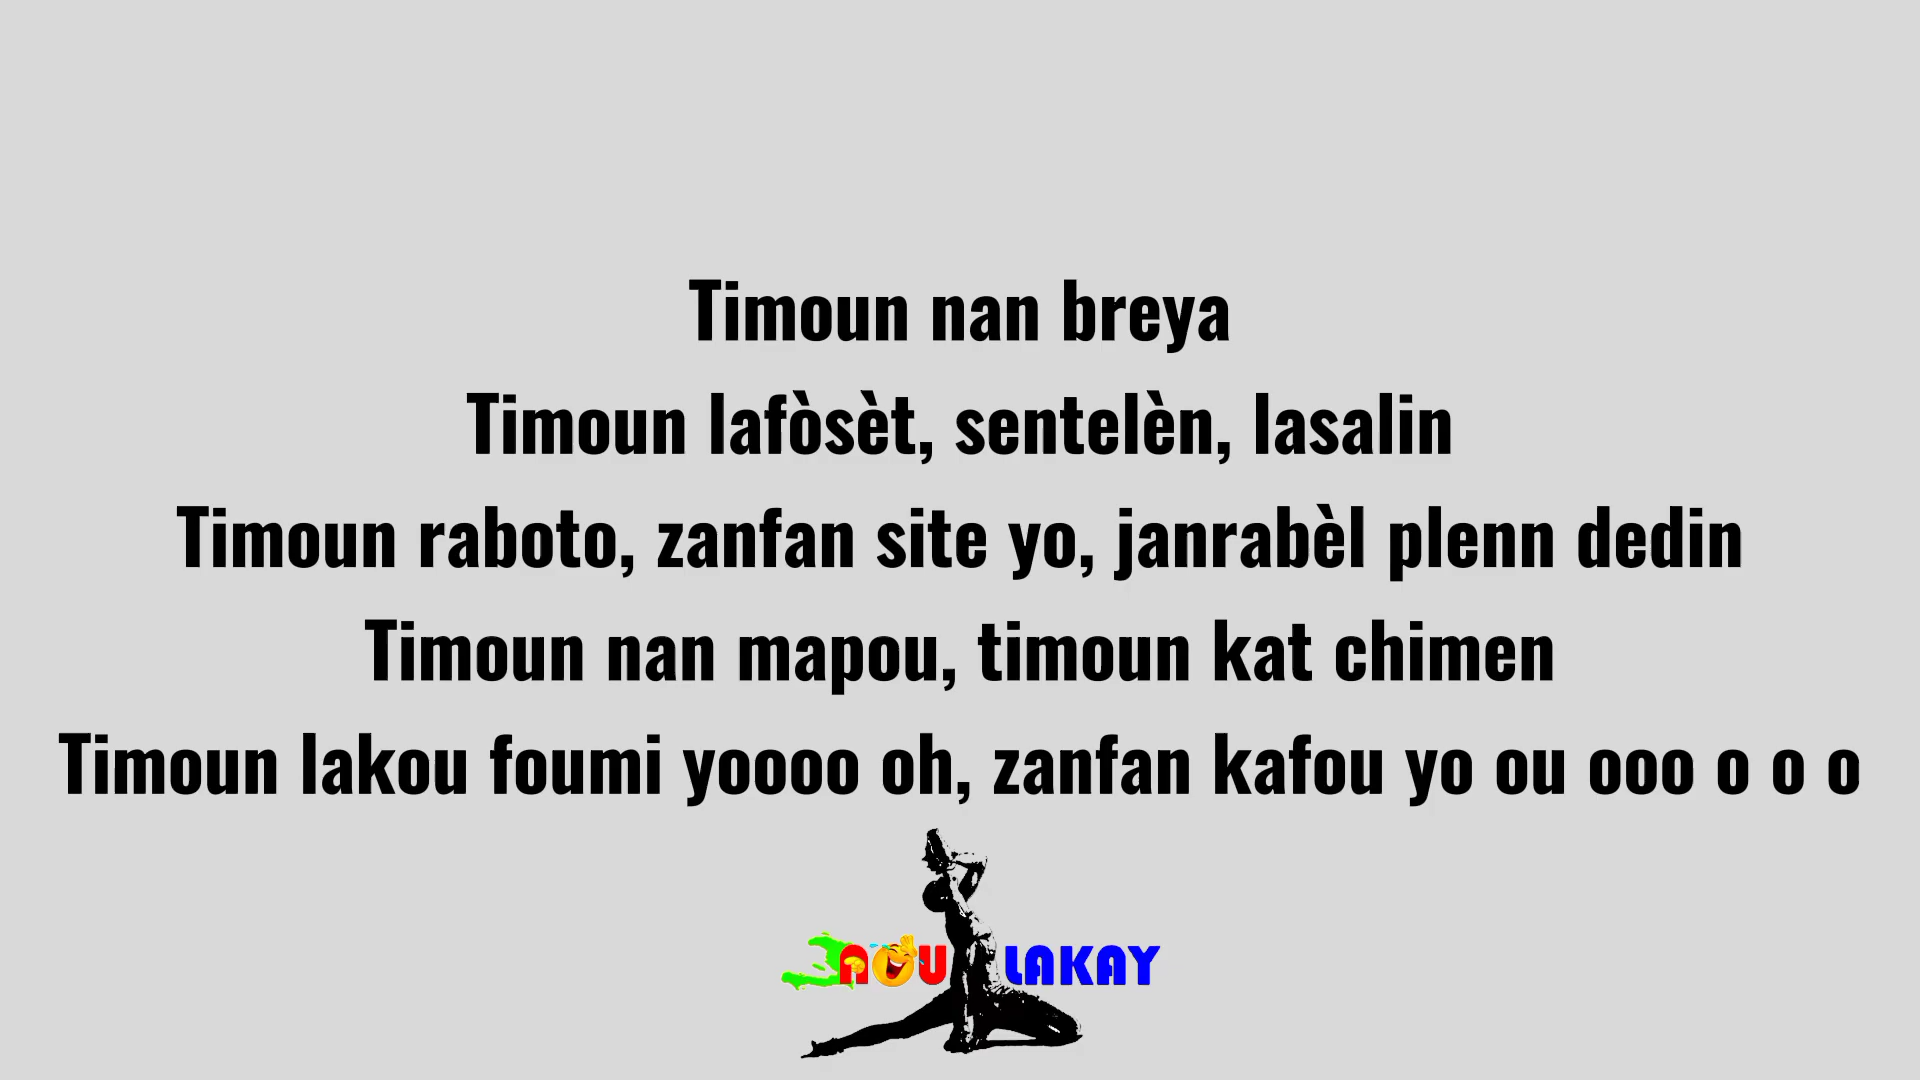 Timoun nan breya
Timoun lafòsèt, sentelèn, lasalin
Timoun raboto, zanfan site yo, janrabèl plenn dedin
Timoun nan mapou, timoun kat chimen
Timoun lakou foumi yoooo oh, zanfan kafou yo ou ooo o o o
AOU LAKAY